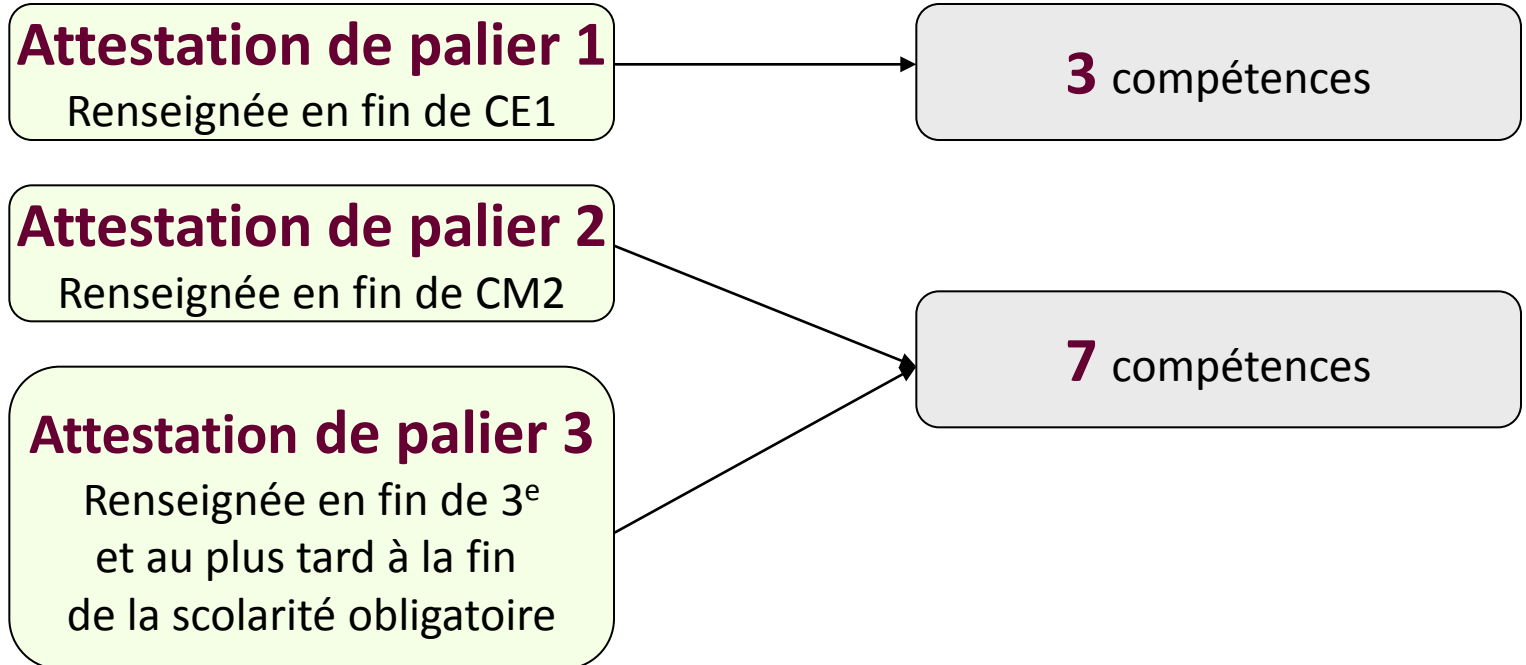 Attestation de palier 1
Renseignée en fin de CE1
3 compétences
Attestation de palier 2
Renseignée en fin de CM2
7 compétences
Attestation de palier 3
Renseignée en fin de 3e
et au plus tard à la fin
de la scolarité obligatoire